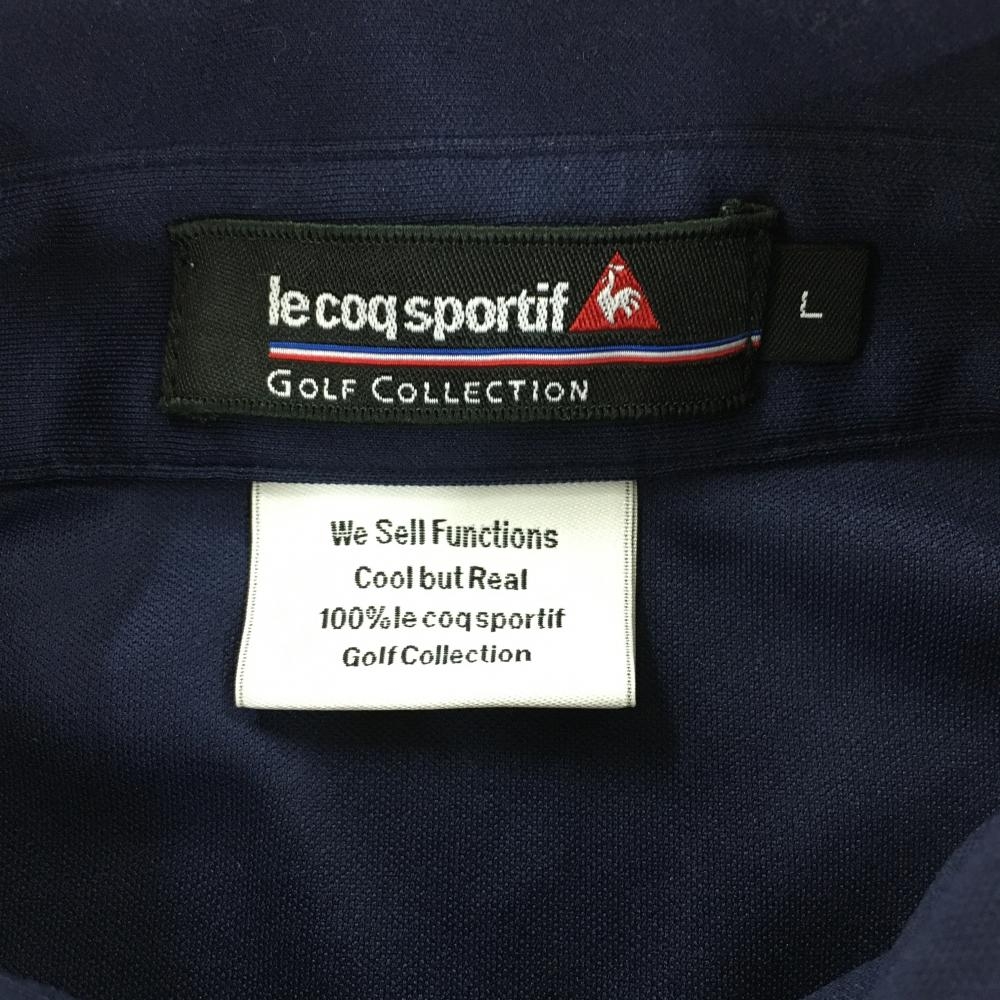 le coq sportif
GOLF COLLECTION
L
We Sell Functions
Cool but Real
100% le coq sportif
Golf Collection